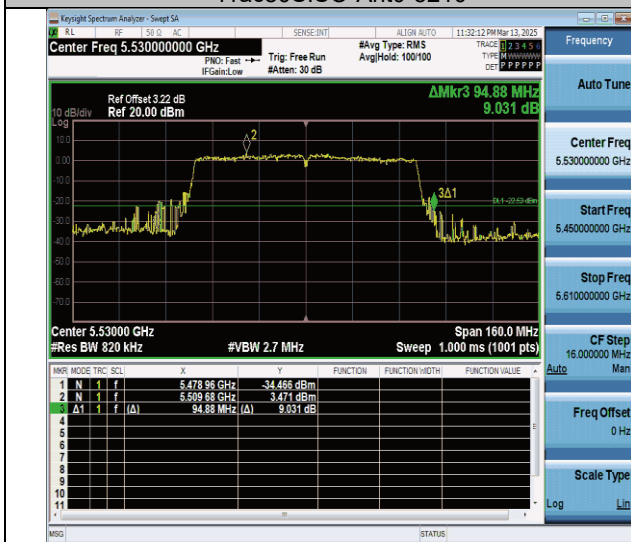 Keysight Spectrum Analyzer - Swept SA
RL RF 50 Ω AC SENSE:INT ALIGN AUTO 11:32:12 PM Mar 13, 2025
Center Freq 5.530000000 GHz
PNO: Fast
IFGain:Low
Trig: Free Run
#Atten: 30 dB
#Avg Type: RMS
Avg|Hold: 100/100
TRACE 1 2 3 4 5 6
TYPE M WWWWW
DET P P P P P P
Ref Offset 3.22 dB
Ref 20.00 dBm
ΔMkr3 94.88 MHz
9.031 dB
10 dB/div
Log
10.0
0.00
-10.0
-20.0
-30.0
-40.0
-50.0
-60.0
-70.0
2
3Δ1
DL1 -22.53 dBm
Center 5.53000 GHz
Span 160.0 MHz
#Res BW 820 kHz
#VBW 2.7 MHz
Sweep 1.000 ms (1001 pts)
MKR MODE TRC SCL X Y FUNCTION FUNCTION WIDTH FUNCTION VALUE
1 N 1 f 5.478 96 GHz -34.466 dBm
2 N 1 f 5.509 68 GHz 3.471 dBm
3 Δ1 1 f (Δ) 94.88 MHz (Δ) 9.031 dB
4
5
6
7
8
9
10
11
MSG STATUS
Frequency
Auto Tune
Center Freq
5.530000000 GHz
Start Freq
5.450000000 GHz
Stop Freq
5.610000000 GHz
CF Step
16.000000 MHz
Auto Man
Freq Offset
0 Hz
Scale Type
Log Lin